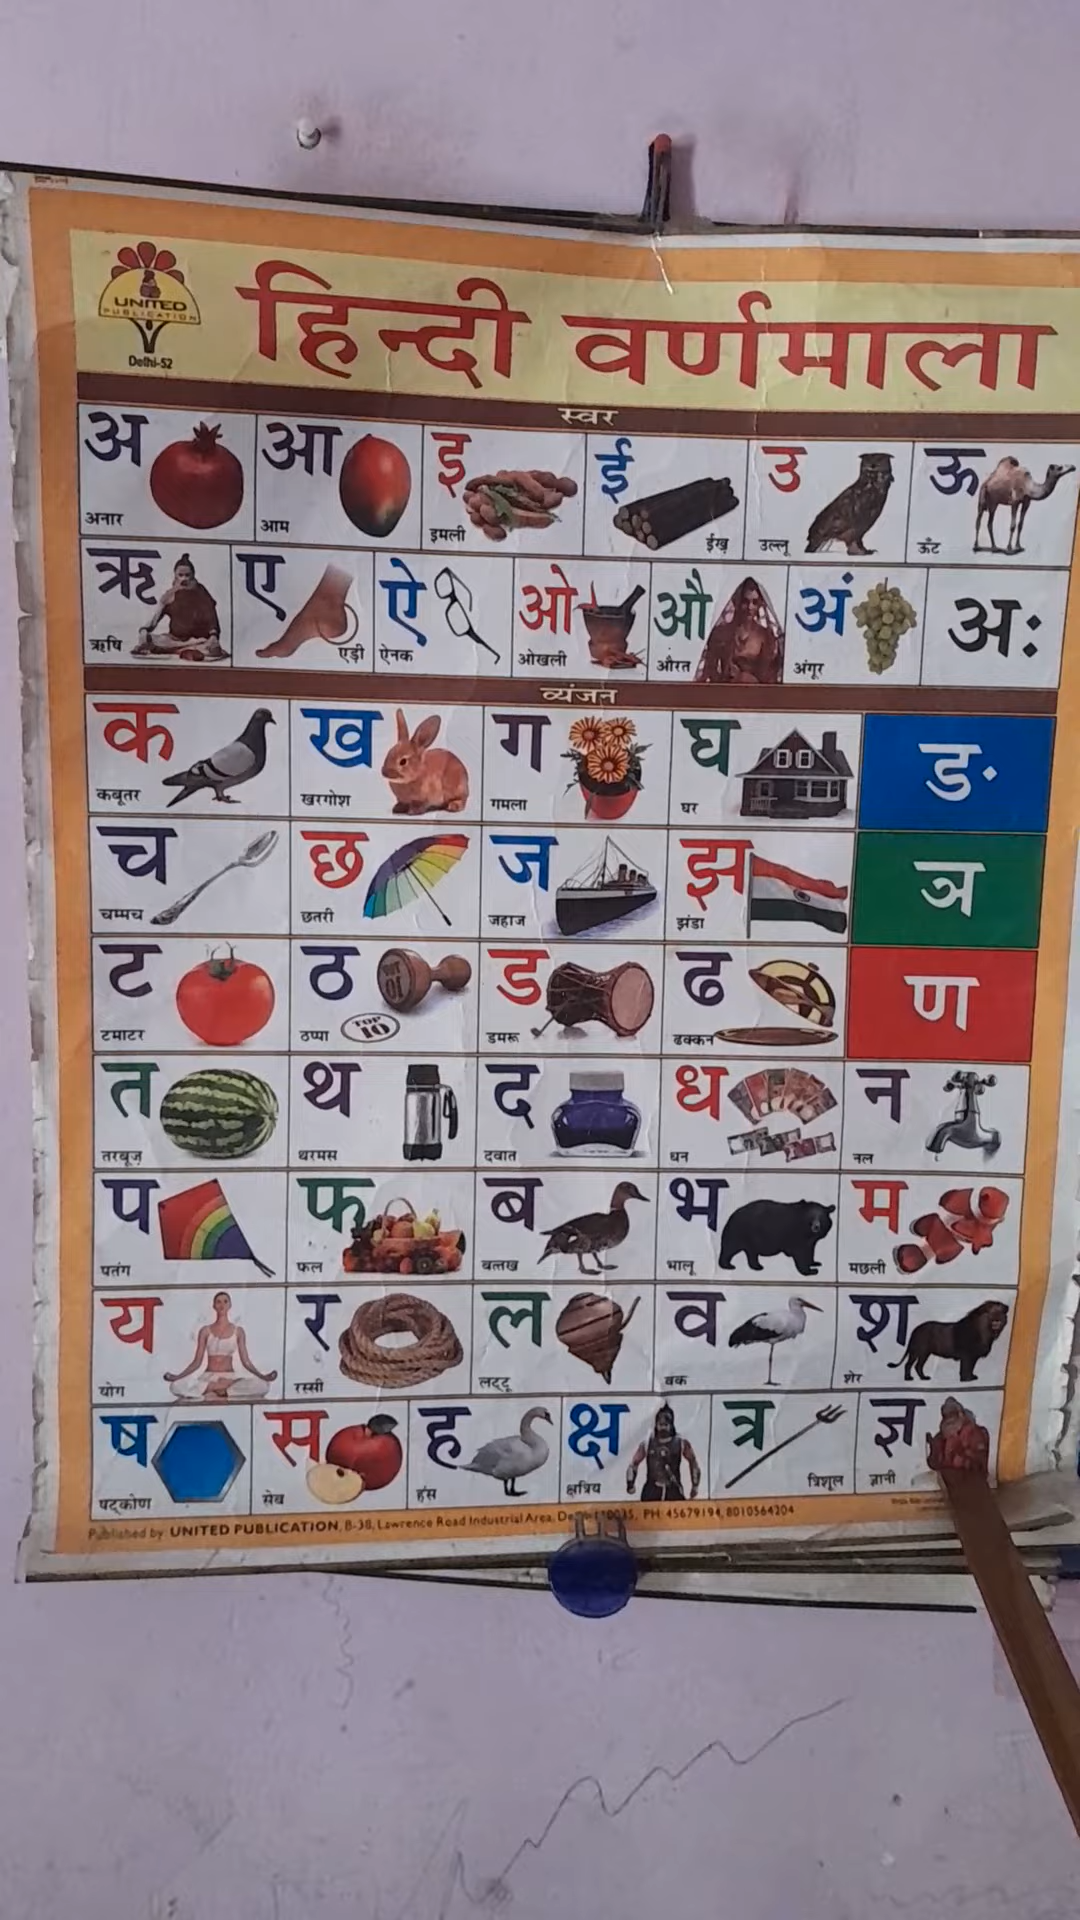 UNITED
PUBLICATION
Delhi-52
हिन्दी वर्णमाला
स्वर
अ आ इ ई उ ऊ
अनार आम इमली ईख उल्लू ऊँट
ऋ ए ऐ ओ औ अं अः
ऋषि एड़ी ऐनक ओखली औरत अंगूर
व्यंजन
क ख ग घ ङ
कबूतर खरगोश गमला घर
च छ ज झ ञ
चम्मच छतरी जहाज झंडा
ट ठ ड ढ ण
टमाटर ठप्पा डमरू ढक्कन
TOP
10
त थ द ध न
तरबूज थरमस दवात धन नल
प फ ब भ म
पतंग फल बत्तख भालू मछली
य र ल व श
योग रस्सी लट्टू वक शेर
ष स ह क्ष त्र ज्ञ
षट्कोण सेब हंस क्षत्रिय त्रिशूल ज्ञानी
Published by: UNITED PUBLICATION, B-38, Lawrence Road Industrial Area, PH: 45679194, 8010564204